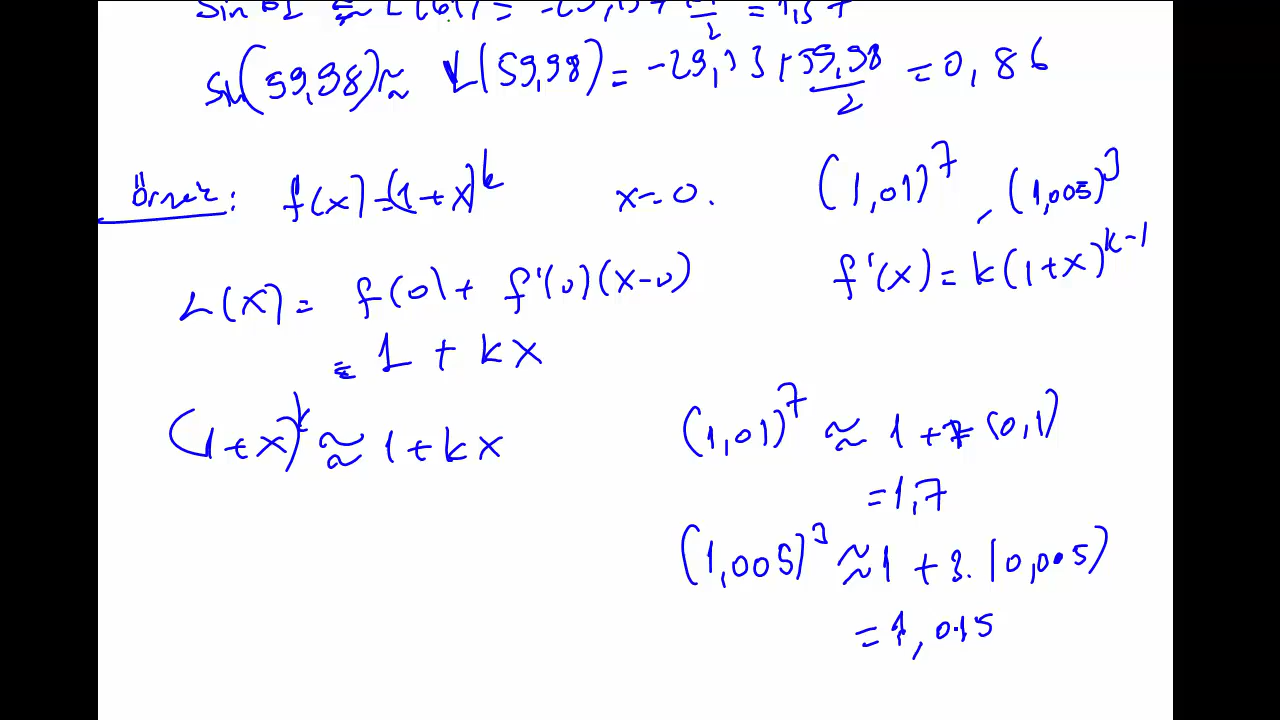 sin(59,98) ≈ L(59,98) = -29,13 + 59,98/2 = 0,86
Örnek: f(x) = (1+x)^k x=0. (1,01)^7, (1,005)^3
L(x) = f(0) + f'(0)(x-0) f'(x) = k(1+x)^{k-1}
= 1 + kx
(1+x)^k ≈ 1+kx (1,01)^7 ≈ 1 + 7 (0,1)
= 1,7
(1,005)^3 ≈ 1 + 3.(0,005)
= 1,015